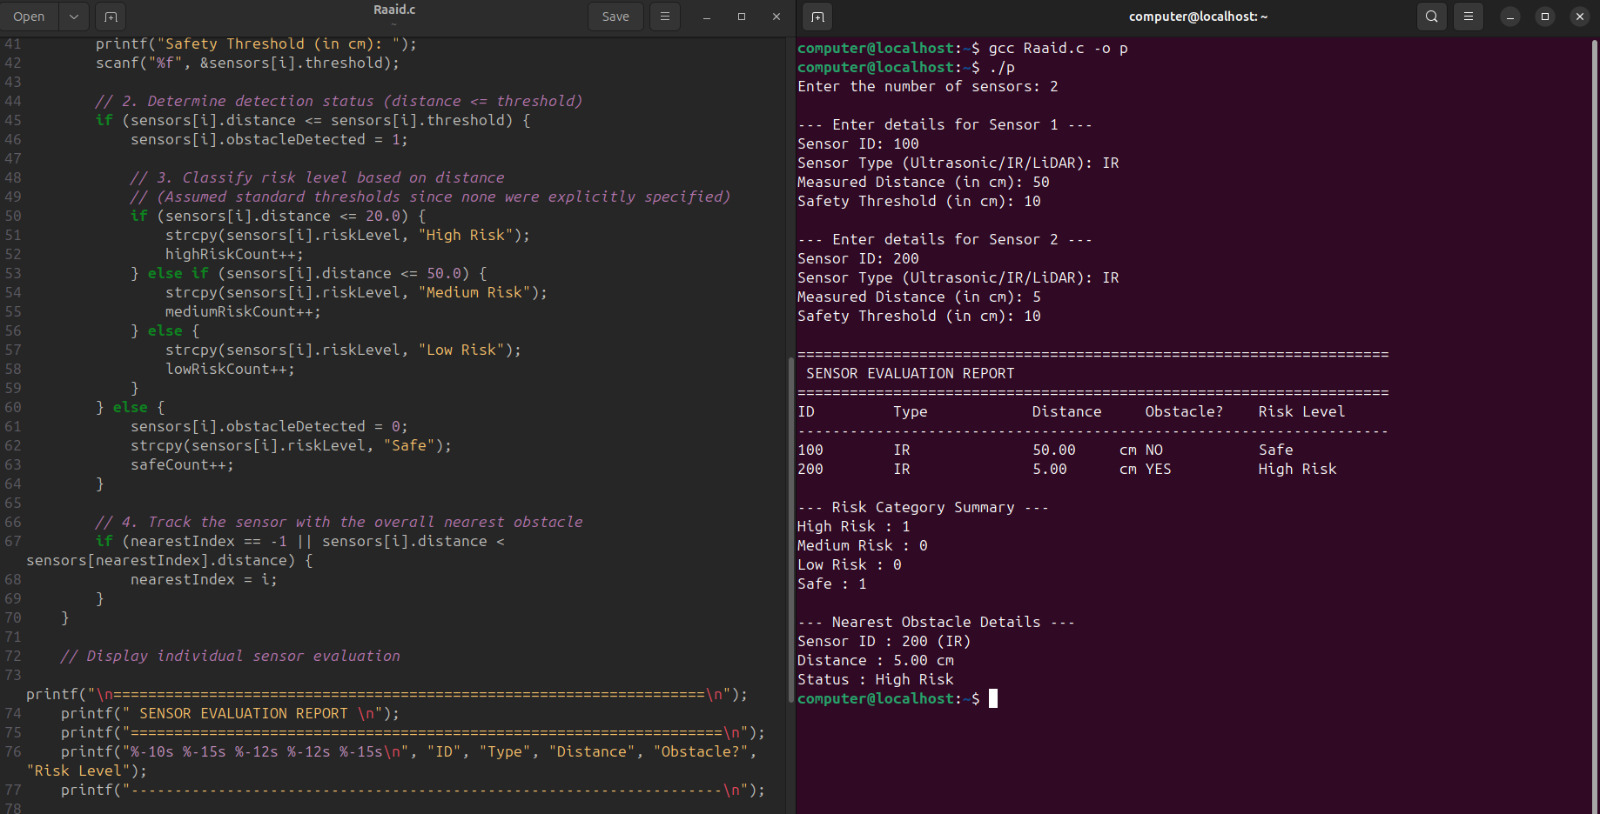 Open
Raaid.c
~
Save
41 printf("Safety Threshold (in cm): ");
42 scanf("%f", &sensors[i].threshold);
43
44 // 2. Determine detection status (distance <= threshold)
45 if (sensors[i].distance <= sensors[i].threshold) {
46 sensors[i].obstacleDetected = 1;
47
48 // 3. Classify risk level based on distance
49 // (Assumed standard thresholds since none were explicitly specified)
50 if (sensors[i].distance <= 20.0) {
51 strcpy(sensors[i].riskLevel, "High Risk");
52 highRiskCount++;
53 } else if (sensors[i].distance <= 50.0) {
54 strcpy(sensors[i].riskLevel, "Medium Risk");
55 mediumRiskCount++;
56 } else {
57 strcpy(sensors[i].riskLevel, "Low Risk");
58 lowRiskCount++;
59 }
60 } else {
61 sensors[i].obstacleDetected = 0;
62 strcpy(sensors[i].riskLevel, "Safe");
63 safeCount++;
64 }
65
66 // 4. Track the sensor with the overall nearest obstacle
67 if (nearestIndex == -1 || sensors[i].distance <
sensors[nearestIndex].distance) {
68 nearestIndex = i;
69 }
70 }
71
72 // Display individual sensor evaluation
73
printf("\n====================================================================\n");
74 printf(" SENSOR EVALUATION REPORT \n");
75 printf("====================================================================\n");
76 printf("%-10s %-15s %-12s %-12s %-15s\n", "ID", "Type", "Distance", "Obstacle?",
"Risk Level");
77 printf("--------------------------------------------------------------------\n");
78
computer@localhost: ~
computer@localhost:~$ gcc Raaid.c -o p
computer@localhost:~$ ./p
Enter the number of sensors: 2
--- Enter details for Sensor 1 ---
Sensor ID: 100
Sensor Type (Ultrasonic/IR/LiDAR): IR
Measured Distance (in cm): 50
Safety Threshold (in cm): 10
--- Enter details for Sensor 2 ---
Sensor ID: 200
Sensor Type (Ultrasonic/IR/LiDAR): IR
Measured Distance (in cm): 5
Safety Threshold (in cm): 10
====================================================================
SENSOR EVALUATION REPORT
====================================================================
ID Type Distance Obstacle? Risk Level
--------------------------------------------------------------------
100 IR 50.00 cm NO Safe
200 IR 5.00 cm YES High Risk
--- Risk Category Summary ---
High Risk : 1
Medium Risk : 0
Low Risk : 0
Safe : 1
--- Nearest Obstacle Details ---
Sensor ID : 200 (IR)
Distance : 5.00 cm
Status : High Risk
computer@localhost:~$